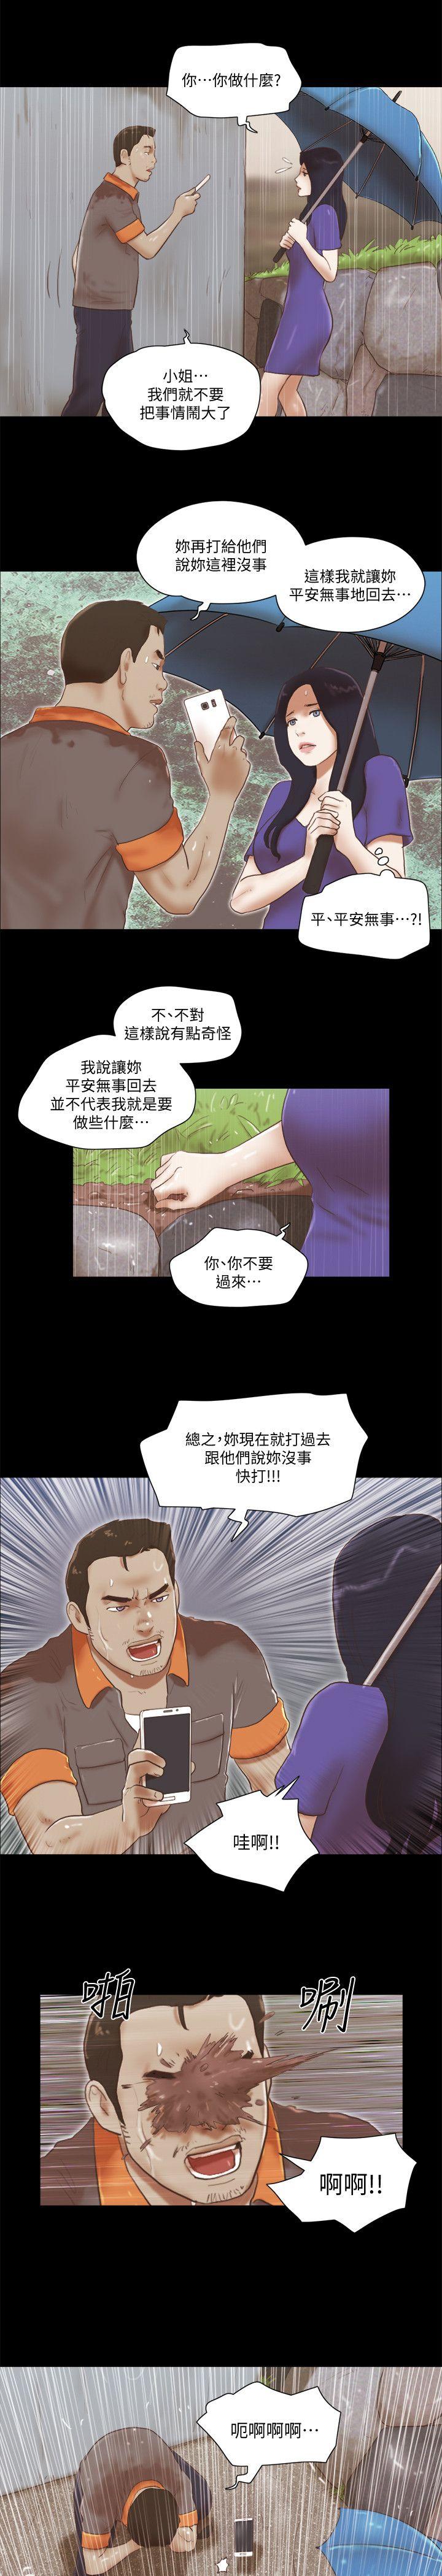 你⋯你做什麼?
小姐⋯
我們就不要
把事情鬧大了
妳再打給他們
說妳這裡沒事
這樣我就讓妳
平安無事地回去⋯
平、平安無事⋯?!
不、不對
這樣說有點奇怪
我說讓妳
平安無事回去
並不代表我就是要
做些什麼⋯
你、你不要
過來⋯
總之,妳現在就打過去
跟他們說妳沒事
快打!!!
哇啊!!
啪
唰
啊啊!!
呃啊啊啊⋯